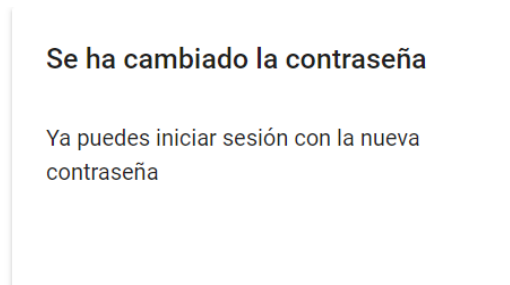 Se ha cambiado la contraseña
Ya puedes iniciar sesión con la nueva
contraseña